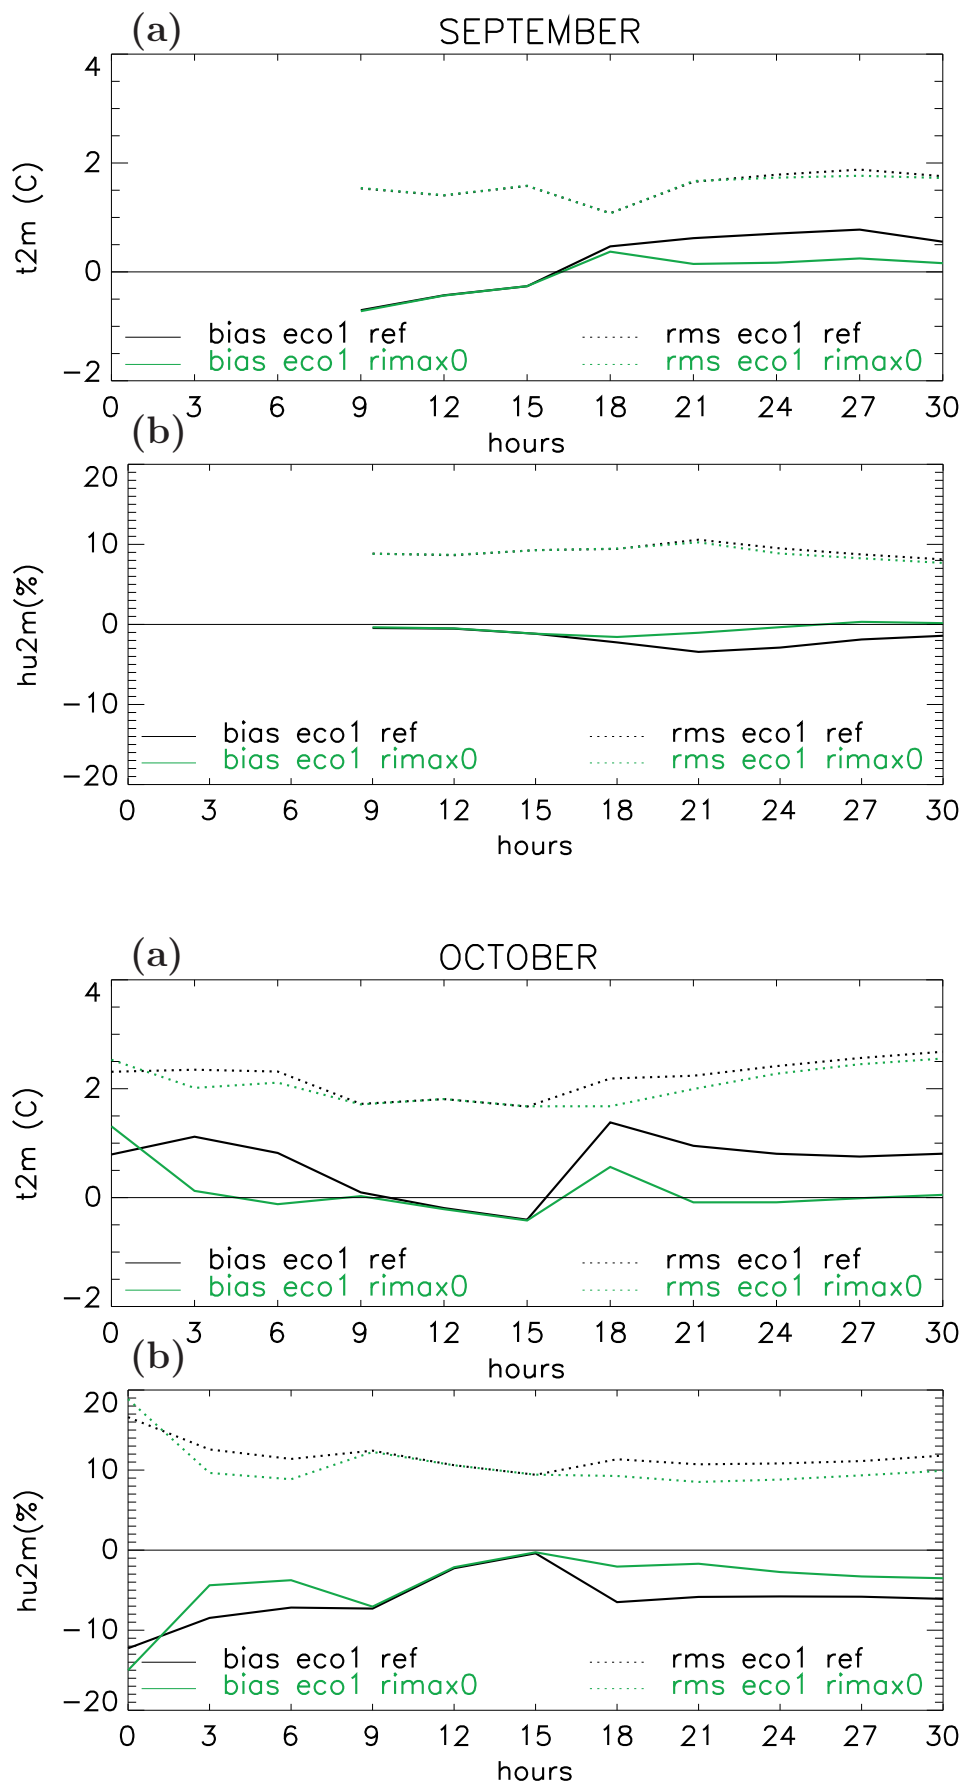 (a) SEPTEMBER
4
2
0
−2
t2m (C)
bias eco1 ref rms eco1 ref
bias eco1 rimax0 rms eco1 rimax0
0 3 6 9 12 15 18 21 24 27 30
hours
(b)
20
10
0
−10
−20
hu2m(%)
bias eco1 ref rms eco1 ref
bias eco1 rimax0 rms eco1 rimax0
0 3 6 9 12 15 18 21 24 27 30
hours
(a) OCTOBER
4
2
0
−2
t2m (C)
bias eco1 ref rms eco1 ref
bias eco1 rimax0 rms eco1 rimax0
0 3 6 9 12 15 18 21 24 27 30
hours
(b)
20
10
0
−10
−20
hu2m(%)
bias eco1 ref rms eco1 ref
bias eco1 rimax0 rms eco1 rimax0
0 3 6 9 12 15 18 21 24 27 30
hours